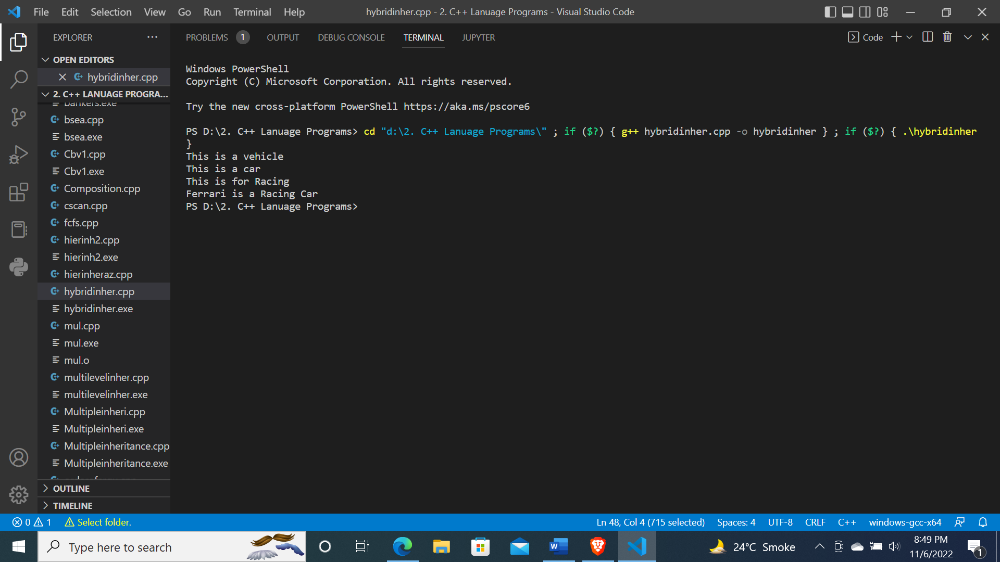 File Edit Selection View Go Run Terminal Help
hybridinher.cpp - 2. C++ Lanuage Programs - Visual Studio Code
EXPLORER
PROBLEMS 1 OUTPUT DEBUG CONSOLE TERMINAL JUPYTER
Code
OPEN EDITORS
hybridinher.cpp
2. C++ LANUAGE PROGRA...
bankers.exe
bsea.cpp
bsea.exe
Cbv1.cpp
Cbv1.exe
Composition.cpp
cscan.cpp
fcfs.cpp
hierinh2.cpp
hierinh2.exe
hierinheraz.cpp
hybridinher.cpp
hybridinher.exe
mul.cpp
mul.exe
mul.o
multilevelinher.cpp
multilevelinher.exe
Multipleinheri.cpp
Multipleinheri.exe
Multipleinheritance.cpp
Multipleinheritance.exe
OUTLINE
TIMELINE
Windows PowerShell
Copyright (C) Microsoft Corporation. All rights reserved.
Try the new cross-platform PowerShell https://aka.ms/pscore6
PS D:\2. C++ Lanuage Programs> cd "d:\2. C++ Lanuage Programs\" ; if ($?) { g++ hybridinher.cpp -o hybridinher } ; if ($?) { .\hybridinher
}
This is a vehicle
This is a car
This is for Racing
Ferrari is a Racing Car
PS D:\2. C++ Lanuage Programs>
0 1 Select folder.
Ln 48, Col 4 (715 selected) Spaces: 4 UTF-8 CRLF C++ windows-gcc-x64
Type here to search
24°C Smoke
8:49 PM
11/6/2022
1